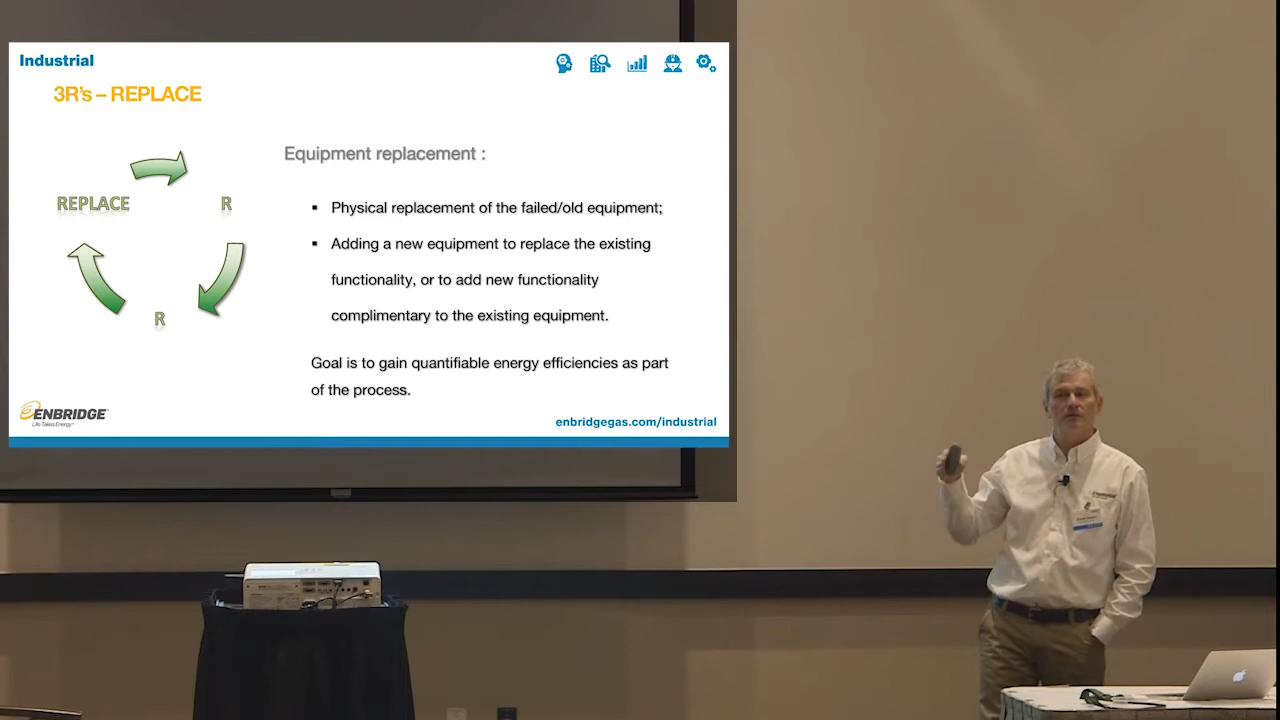 Industrial
3R's – REPLACE
Equipment replacement :
REPLACE
R
▪ Physical replacement of the failed/old equipment;
▪ Adding a new equipment to replace the existing
functionality, or to add new functionality
complimentary to the existing equipment.
R
Goal is to gain quantifiable energy efficiencies as part
of the process.
ENBRIDGE
Life Takes Energy™
enbridgegas.com/industrial